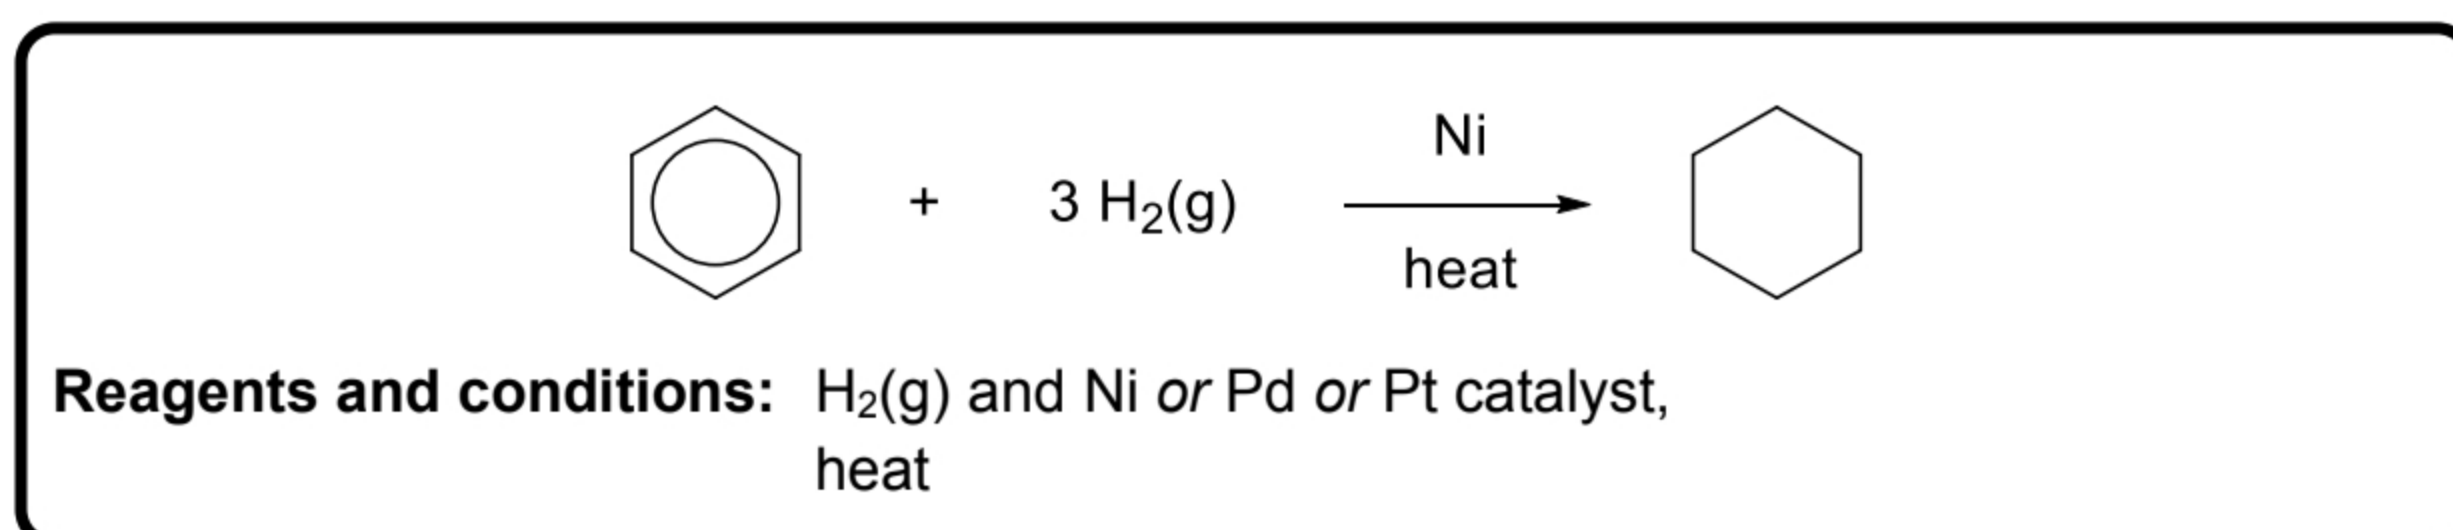 Ni
+ 3 H₂(g)
heat
Reagents and conditions: H₂(g) and Ni or Pd or Pt catalyst,
heat